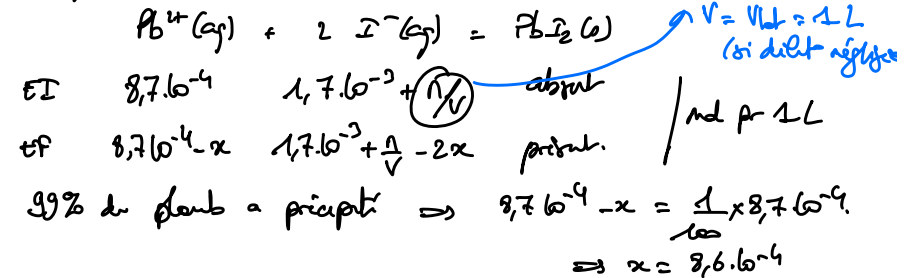 Pb²⁺(aq) + 2 I⁻(aq) = PbI₂(s)
V = Vtot = 1 L
(si dilut° négligée
EI 8,7.10⁻⁴ 1,7.10⁻³ + n/V absent
mol pr 1L
EF 8,7 10⁻⁴ - x 1,7.10⁻³ + n/V - 2x présent.
99% du plomb a précipité ⇒ 8,7 10⁻⁴ - x = 1/100 x 8,7.10⁻⁴.
⇒ x = 8,6.10⁻⁴